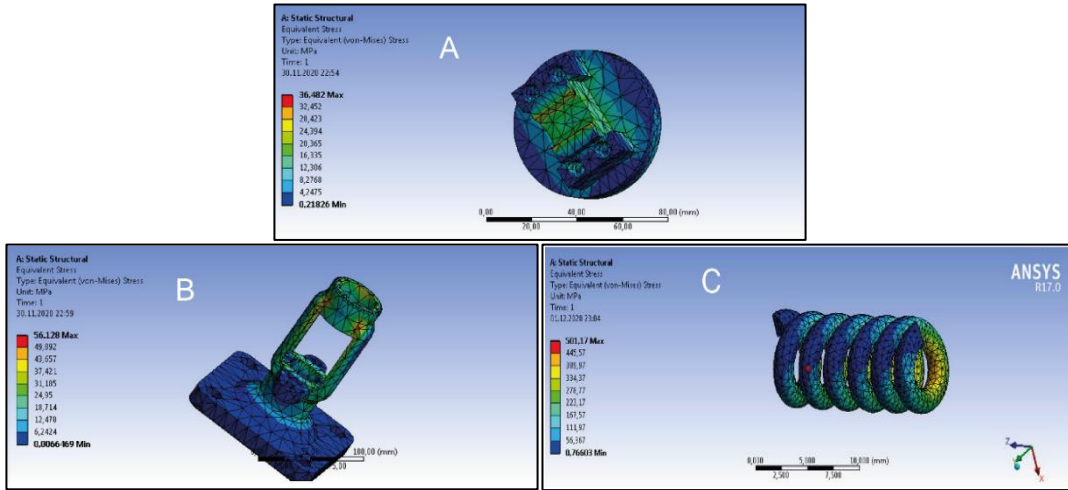 A: Static Structural
Equivalent Stress
Type: Equivalent (von-Mises) Stress
Unit: MPa
Time: 1
30.11.2020 22:54
A
36,482 Max
32,452
28,423
24,394
20,365
16,335
12,306
8,2768
4,2475
0,21826 Min
0,00 40,00 80,00 (mm)
20,00 60,00
A: Static Structural
Equivalent Stress
Type: Equivalent (von-Mises) Stress
Unit: MPa
Time: 1
30.11.2020 22:59
B
56,128 Max
49,892
43,657
37,421
31,185
24,95
18,714
12,478
6,2424
0,0066469 Min
100,00 (mm)
A: Static Structural
Equivalent Stress
Type: Equivalent (von-Mises) Stress
Unit: MPa
Time: 1
01.12.2020 23:04
C
ANSYS
R17.0
501,17 Max
445,57
334,37
278,77
223,17
167,57
111,97
56,367
0,76603 Min
0,000 5,000 10,000 (mm)
2,500 7,500
Z
X